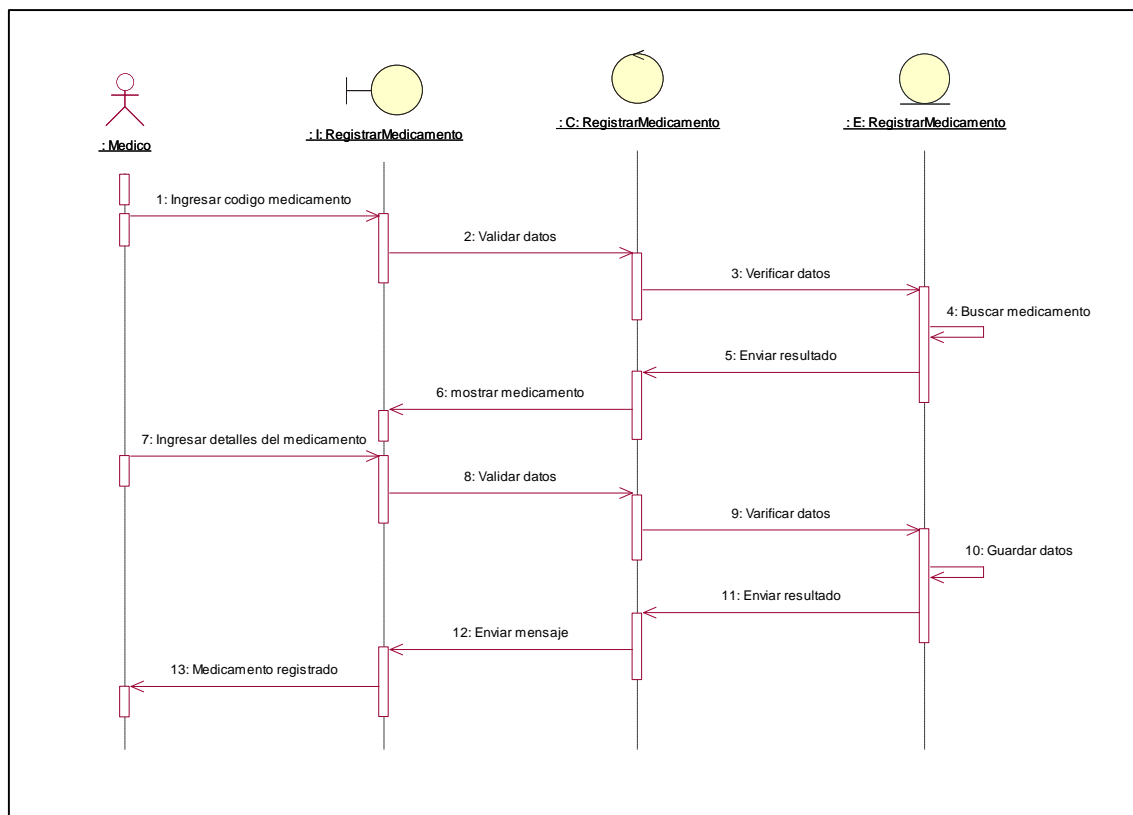 : Medico
: I: RegistrarMedicamento
: C: RegistrarMedicamento
: E: RegistrarMedicamento
1: Ingresar codigo medicamento
2: Validar datos
3: Verificar datos
4: Buscar medicamento
5: Enviar resultado
6: mostrar medicamento
7: Ingresar detalles del medicamento
8: Validar datos
9: Varificar datos
10: Guardar datos
11: Enviar resultado
12: Enviar mensaje
13: Medicamento registrado